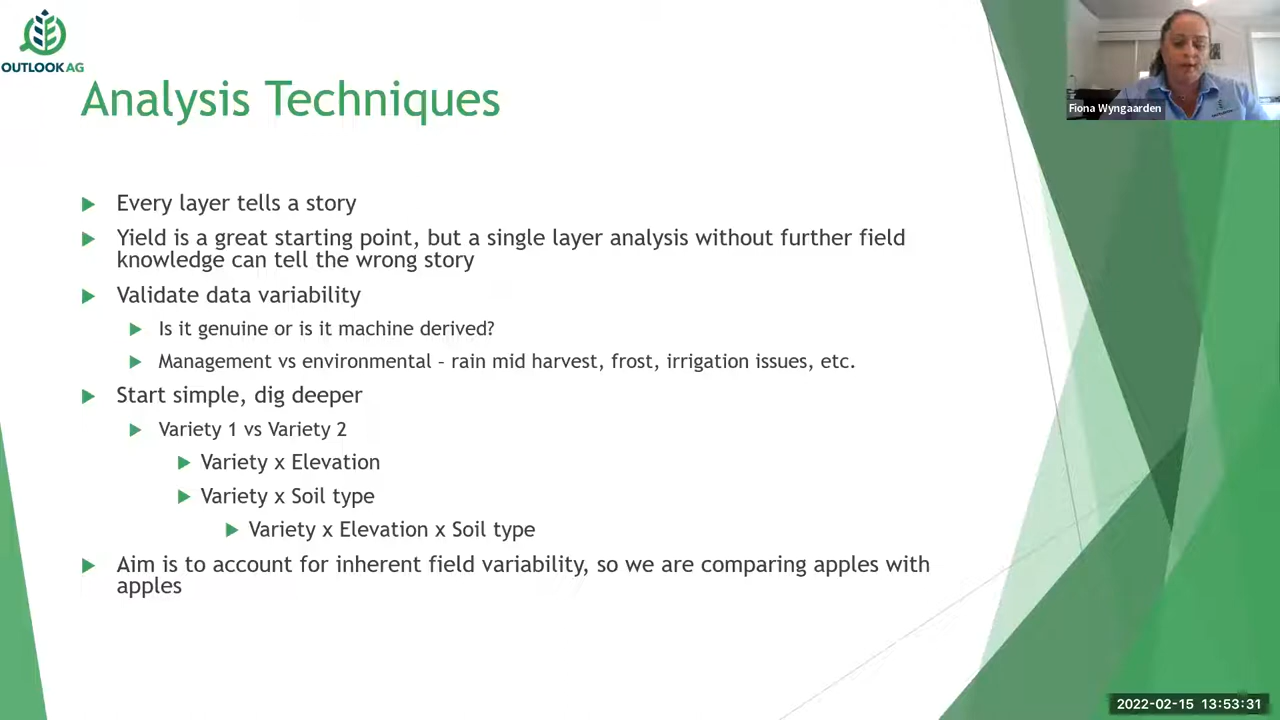 OUTLOOKAG
Analysis Techniques
Fiona Wyngaarden
Every layer tells a story
Yield is a great starting point, but a single layer analysis without further field
knowledge can tell the wrong story
Validate data variability
Is it genuine or is it machine derived?
Management vs environmental – rain mid harvest, frost, irrigation issues, etc.
Start simple, dig deeper
Variety 1 vs Variety 2
Variety x Elevation
Variety x Soil type
Variety x Elevation x Soil type
Aim is to account for inherent field variability, so we are comparing apples with
apples
2022-02-15 13:53:31